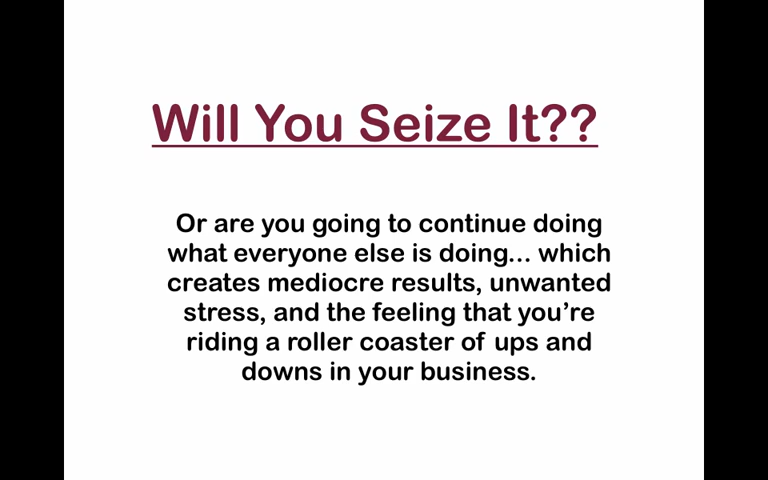 Will You Seize It??
Or are you going to continue doing
what everyone else is doing... which
creates mediocre results, unwanted
stress, and the feeling that you’re
riding a roller coaster of ups and
downs in your business.